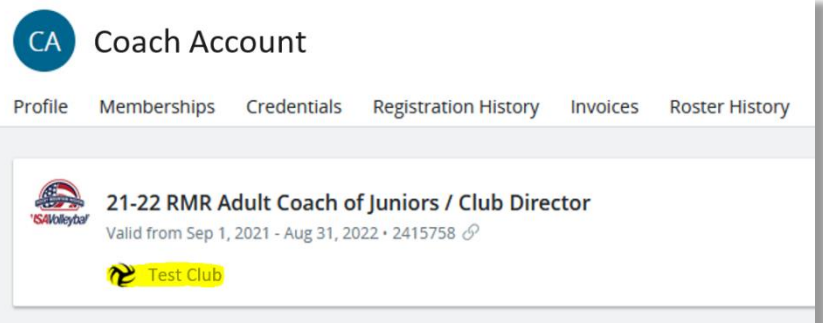 CA Coach Account
Profile Memberships Credentials Registration History Invoices Roster History
21-22 RMR Adult Coach of Juniors / Club Director
USAVolleyball
Valid from Sep 1, 2021 - Aug 31, 2022 • 2415758
Test Club